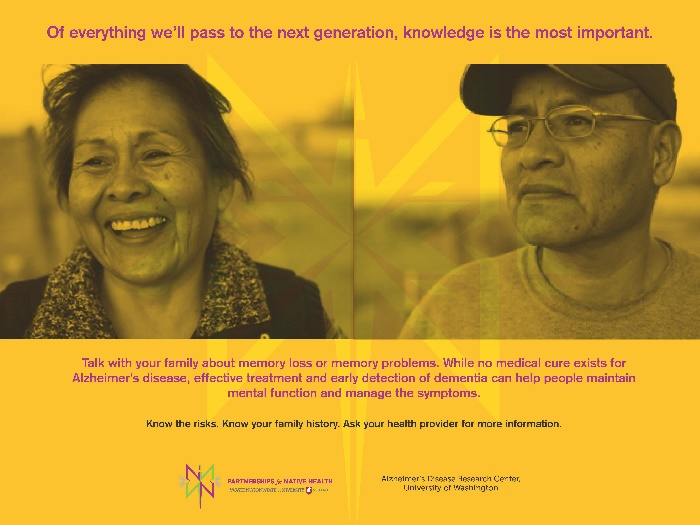 Of everything we'll pass to the next generation, knowledge is the most important.
Talk with your family about memory loss or memory problems. While no medical cure exists for
Alzheimer's disease, effective treatment and early detection of dementia can help people maintain
mental function and manage the symptoms.
Know the risks. Know your family history. Ask your health provider for more information.
PARTNERSHIPS for NATIVE HEALTH
WASHINGTON STATE UNIVERSITY
Alzheimer's Disease Research Center,
University of Washington